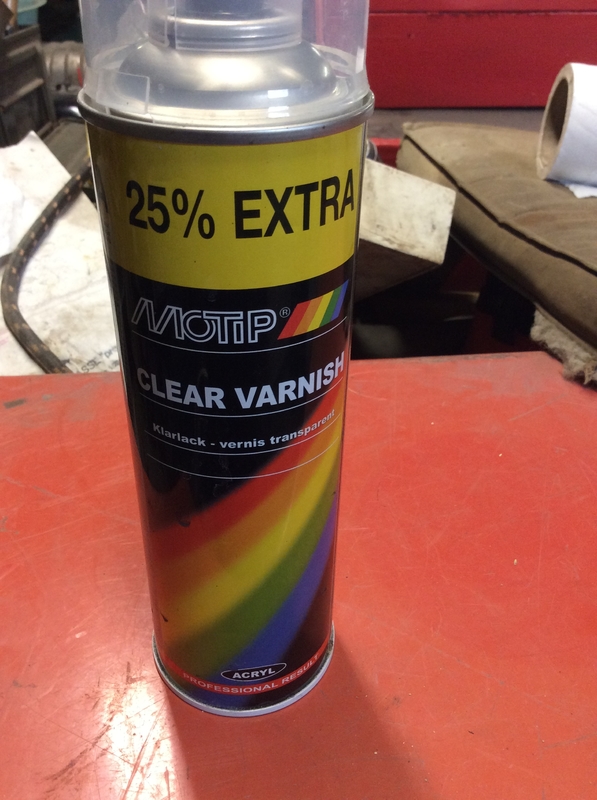 25% EXTRA
MOTIP®
CLEAR VARNISH
Klarlack - vernis transparent
ACRYL
PROFESSIONAL RESULT